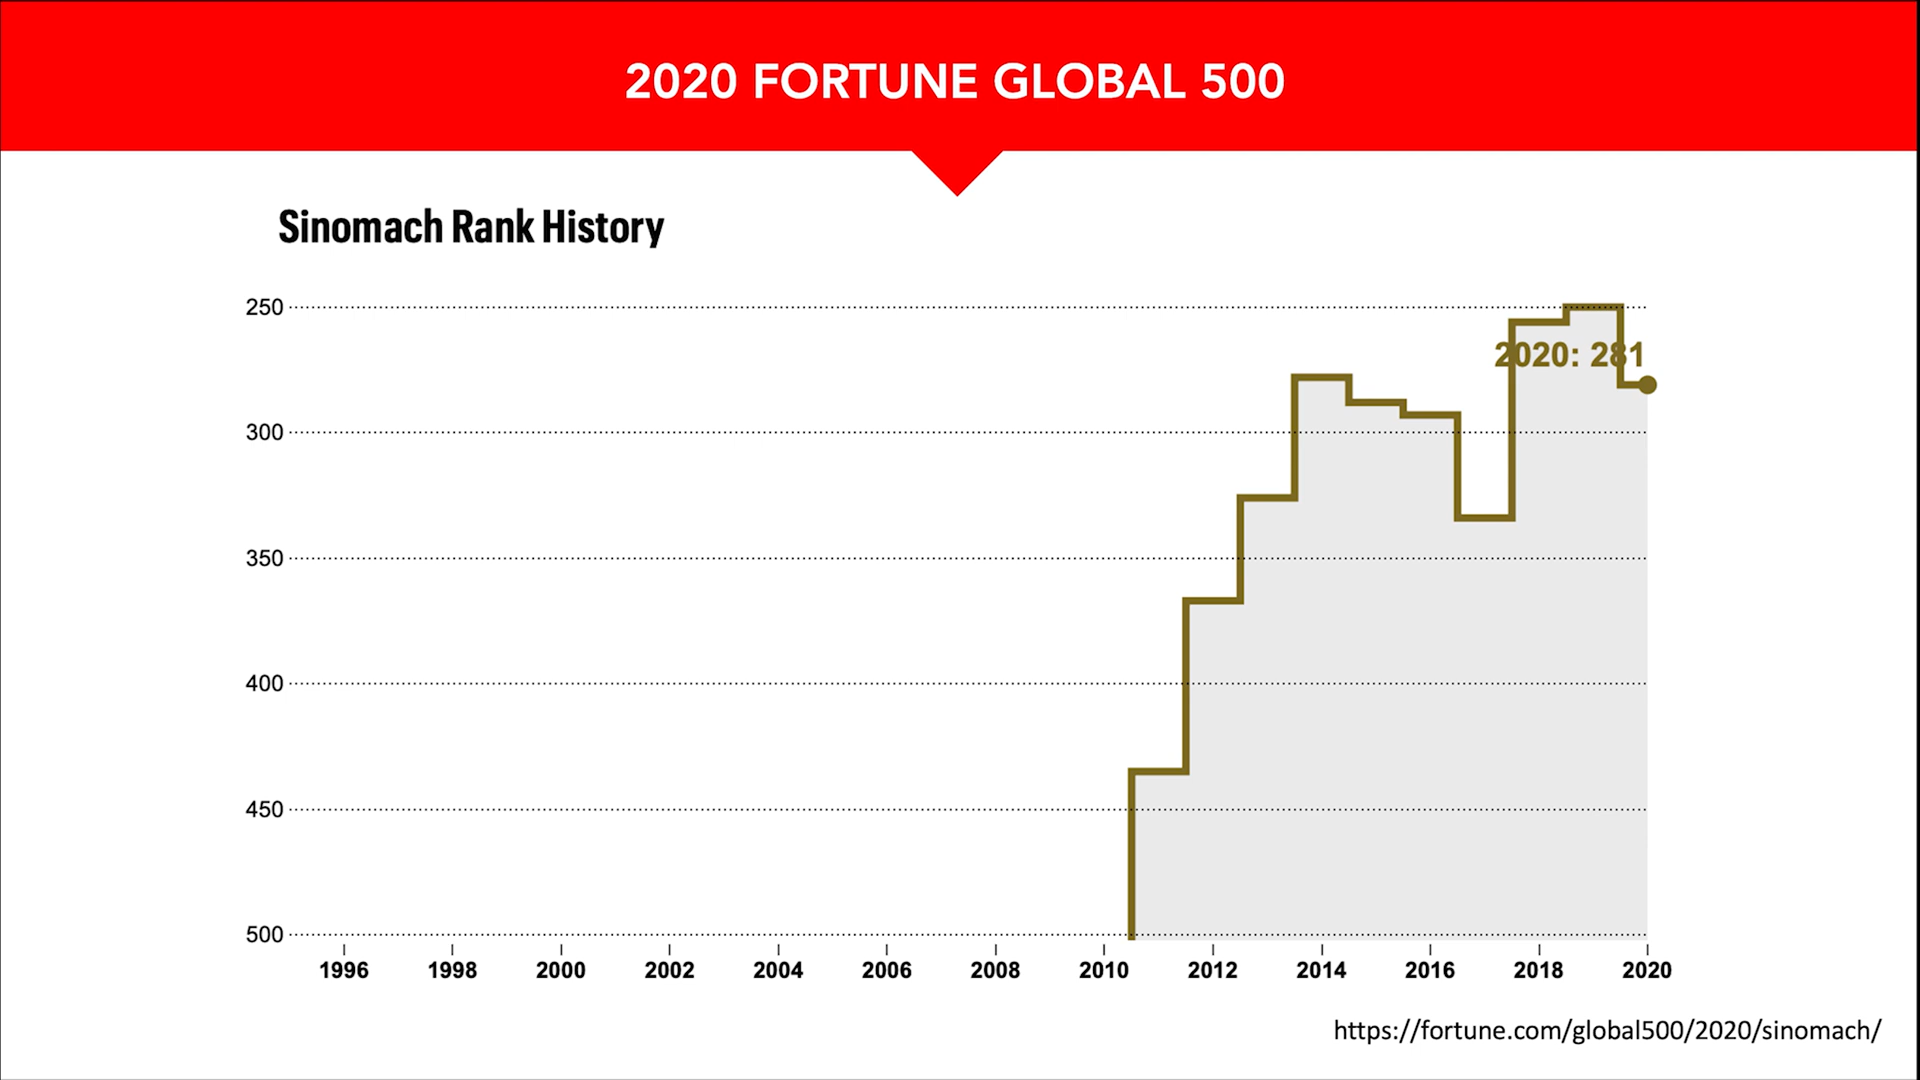 2020 FORTUNE GLOBAL 500
Sinomach Rank History
250
2020: 281
300
350
400
450
500
1996 1998 2000 2002 2004 2006 2008 2010 2012 2014 2016 2018 2020
https://fortune.com/global500/2020/sinomach/